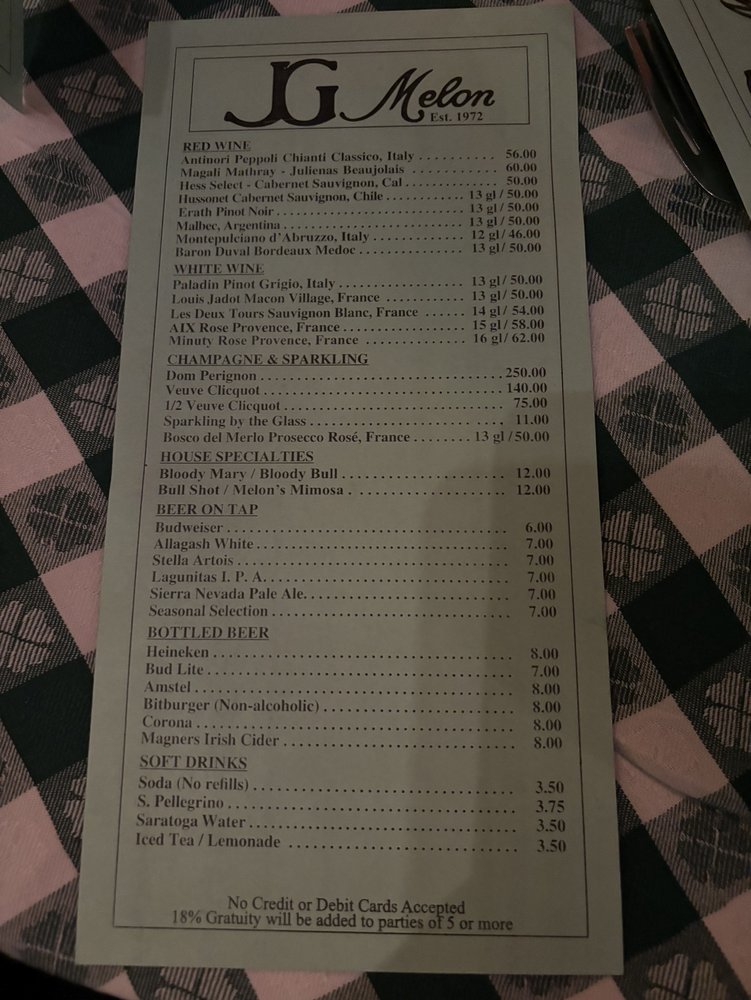 JG Melon
Est. 1972
RED WINE
Antinori Peppoli Chianti Classico, Italy . . . . . . . . . . 56.00
Magali Mathray - Julienas Beaujolais . . . . . . . . . . . 60.00
Hess Select - Cabernet Sauvignon, Cal . . . . . . . . . . . . 50.00
Hussonet Cabernet Sauvignon, Chile . . . . . . . . . . 13 gl / 50.00
Erath Pinot Noir . . . . . . . . . . . . . . . . . . . . . . . . 13 gl / 50.00
Malbec, Argentina . . . . . . . . . . . . . . . . . . . . . . . 13 gl / 50.00
Montepulciano d'Abruzzo, Italy . . . . . . . . . . . . 12 gl / 46.00
Baron Duval Bordeaux Medoc . . . . . . . . . . . . . 13 gl / 50.00
WHITE WINE
Paladin Pinot Grigio, Italy . . . . . . . . . . . . . . . . 13 gl / 50.00
Louis Jadot Macon Village, France . . . . . . . . . . 13 gl / 50.00
Les Deux Tours Sauvignon Blanc, France . . . . . . 14 gl / 54.00
AIX Rose Provence, France . . . . . . . . . . . . . . . 15 gl / 58.00
Minuty Rose Provence, France . . . . . . . . . . . . . 16 gl / 62.00
CHAMPAGNE & SPARKLING
Dom Perignon . . . . . . . . . . . . . . . . . . . . . . . . . . . . . . 250.00
Veuve Clicquot . . . . . . . . . . . . . . . . . . . . . . . . . . . . . 140.00
1/2 Veuve Clicquot . . . . . . . . . . . . . . . . . . . . . . . . . . . 75.00
Sparkling by the Glass . . . . . . . . . . . . . . . . . . . . . . . . 11.00
Bosco del Merlo Prosecco Rosé, France . . . . . . . . 13 gl / 50.00
HOUSE SPECIALTIES
Bloody Mary / Bloody Bull . . . . . . . . . . . . . . . . . . . . . 12.00
Bull Shot / Melon's Mimosa . . . . . . . . . . . . . . . . . . . . 12.00
BEER ON TAP
Budweiser . . . . . . . . . . . . . . . . . . . . . . . . . . . . . . . . . . 6.00
Allagash White . . . . . . . . . . . . . . . . . . . . . . . . . . . . . . 7.00
Stella Artois . . . . . . . . . . . . . . . . . . . . . . . . . . . . . . . . 7.00
Lagunitas I. P. A. . . . . . . . . . . . . . . . . . . . . . . . . . . . . . 7.00
Sierra Nevada Pale Ale. . . . . . . . . . . . . . . . . . . . . . . . . 7.00
Seasonal Selection . . . . . . . . . . . . . . . . . . . . . . . . . . . . 7.00
BOTTLED BEER
Heineken . . . . . . . . . . . . . . . . . . . . . . . . . . . . . . . . . . . 8.00
Bud Lite . . . . . . . . . . . . . . . . . . . . . . . . . . . . . . . . . . . . 7.00
Amstel . . . . . . . . . . . . . . . . . . . . . . . . . . . . . . . . . . . . . 8.00
Bitburger (Non-alcoholic) . . . . . . . . . . . . . . . . . . . . . . . 8.00
Corona . . . . . . . . . . . . . . . . . . . . . . . . . . . . . . . . . . . . . 8.00
Magners Irish Cider . . . . . . . . . . . . . . . . . . . . . . . . . . . 8.00
SOFT DRINKS
Soda (No refills) . . . . . . . . . . . . . . . . . . . . . . . . . . . . . . 3.50
S. Pellegrino . . . . . . . . . . . . . . . . . . . . . . . . . . . . . . . . . 3.75
Saratoga Water . . . . . . . . . . . . . . . . . . . . . . . . . . . . . . . 3.50
Iced Tea / Lemonade . . . . . . . . . . . . . . . . . . . . . . . . . . . 3.50
No Credit or Debit Cards Accepted
18% Gratuity will be added to parties of 5 or more